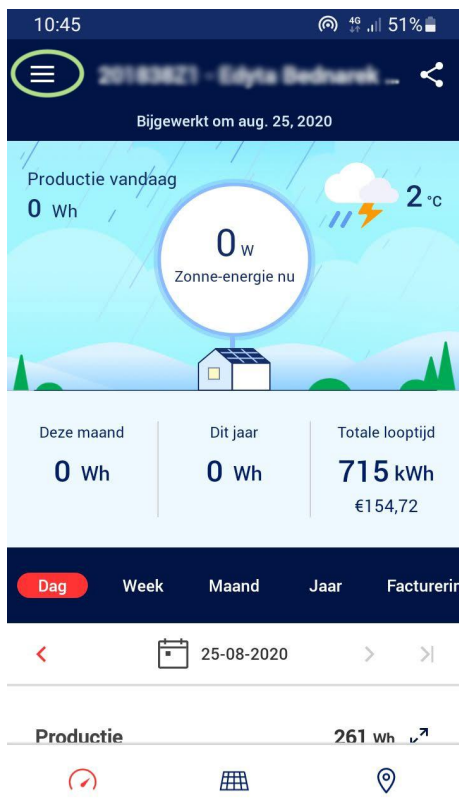 10:45 4G 51%
Bijgewerkt om aug. 25, 2020
Productie vandaag
0 Wh
2 °C
0 W
Zonne-energie nu
Deze maand Dit jaar Totale looptijd
0 Wh 0 Wh 715 kWh
€154,72
Dag Week Maand Jaar Facturerin
25-08-2020
Productie 261 Wh